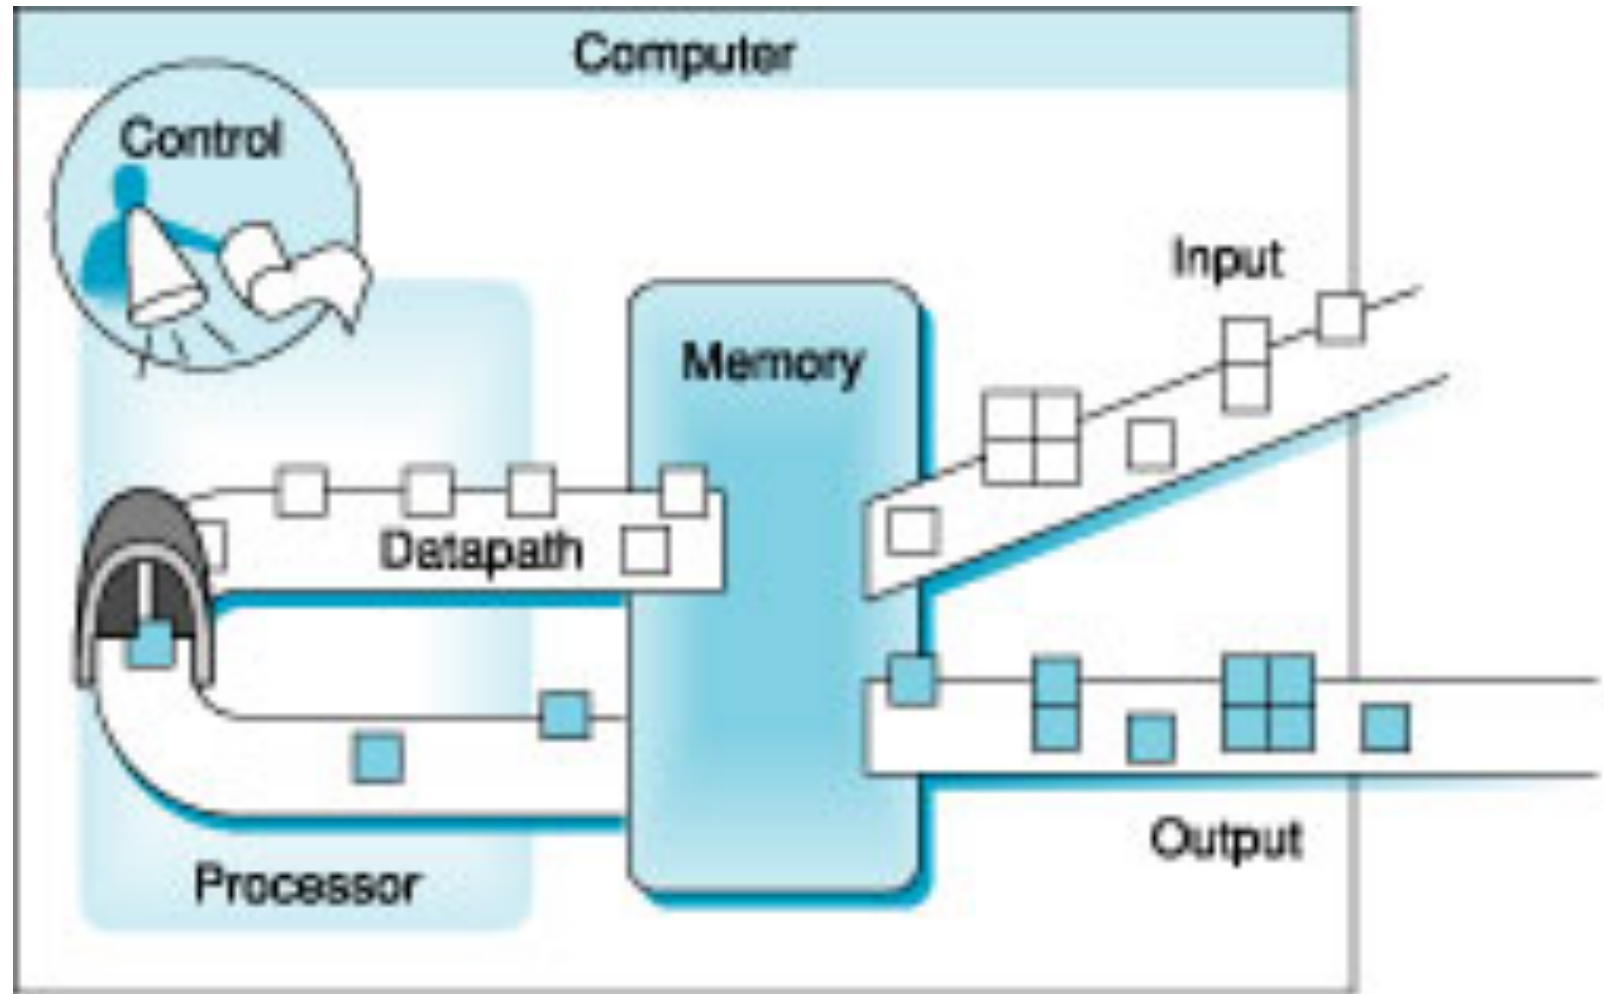 Computer
Control
Input
Memory
Datapath
Output
Processor